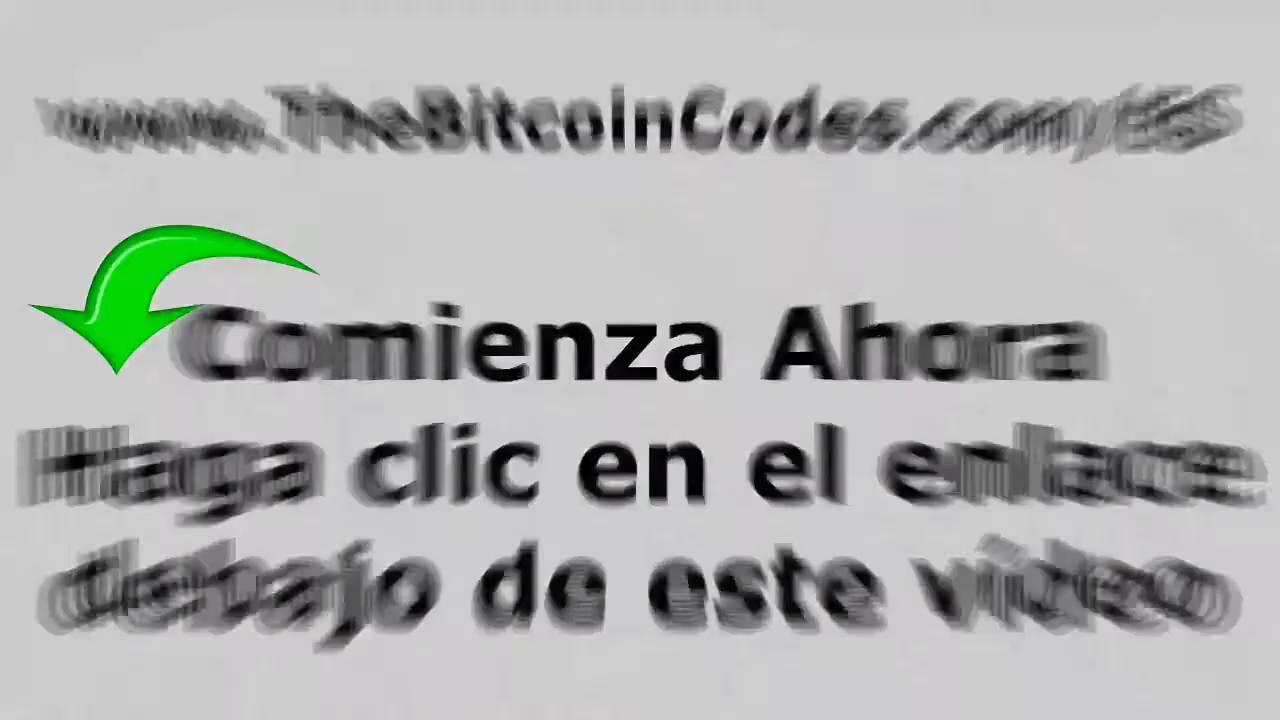 www.TheBitcoinCodes.com/ES
Comienza Ahora
Haga clic en el enlace
debajo de este video